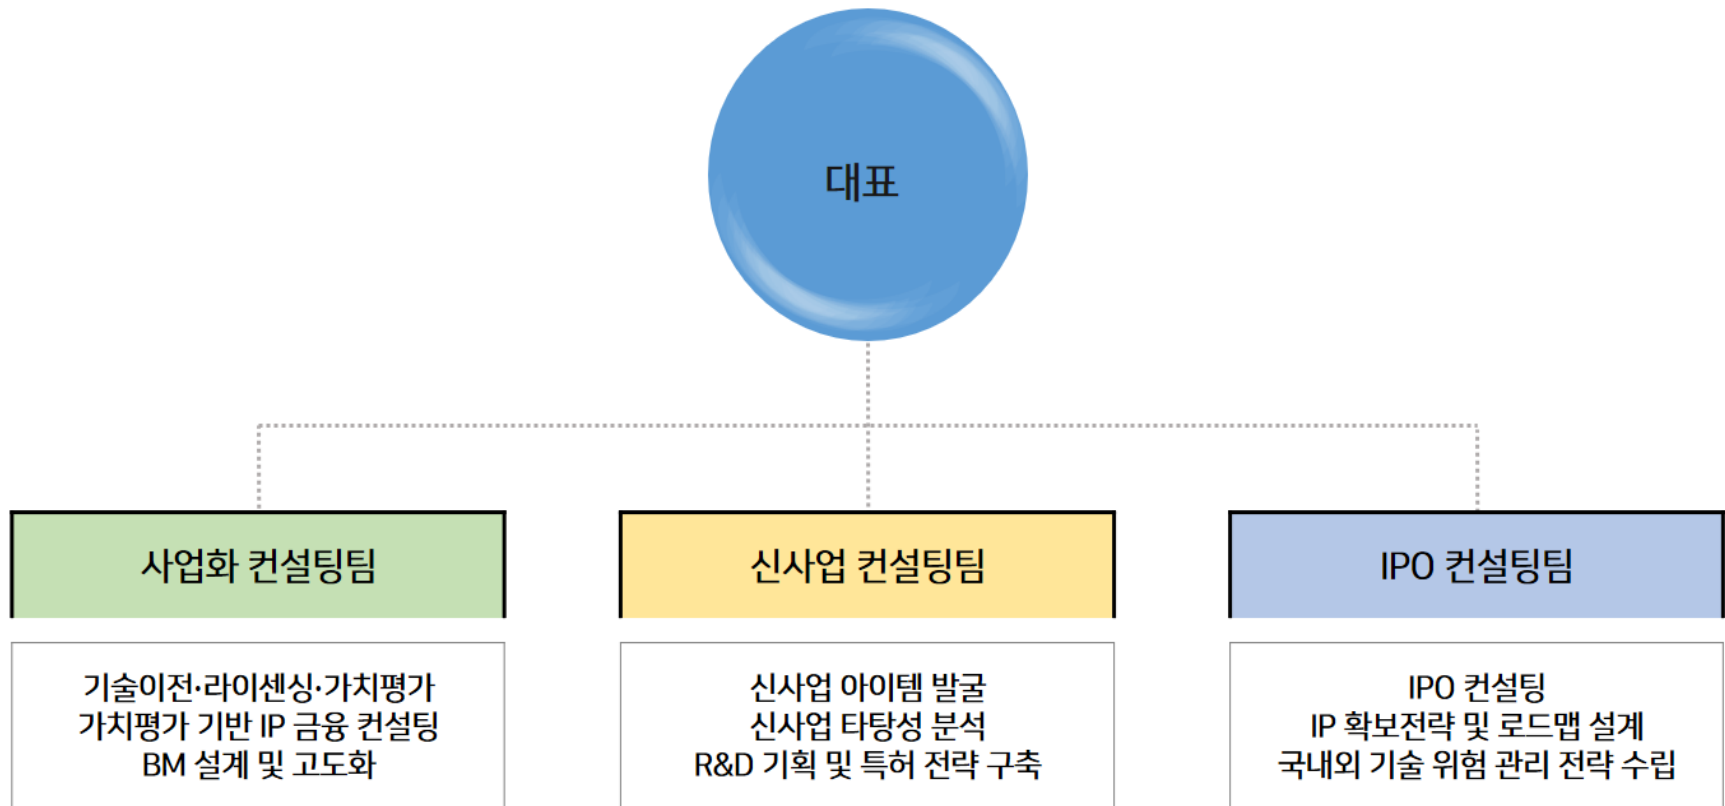 대표
사업화 컨설팅팀
기술이전·라이센싱·가치평가
가치평가 기반 IP 금융 컨설팅
BM 설계 및 고도화
신사업 컨설팅팀
신사업 아이템 발굴
신사업 타탕성 분석
R&D 기획 및 특허 전략 구축
IPO 컨설팅팀
IPO 컨설팅
IP 확보전략 및 로드맵 설계
국내외 기술 위험 관리 전략 수립